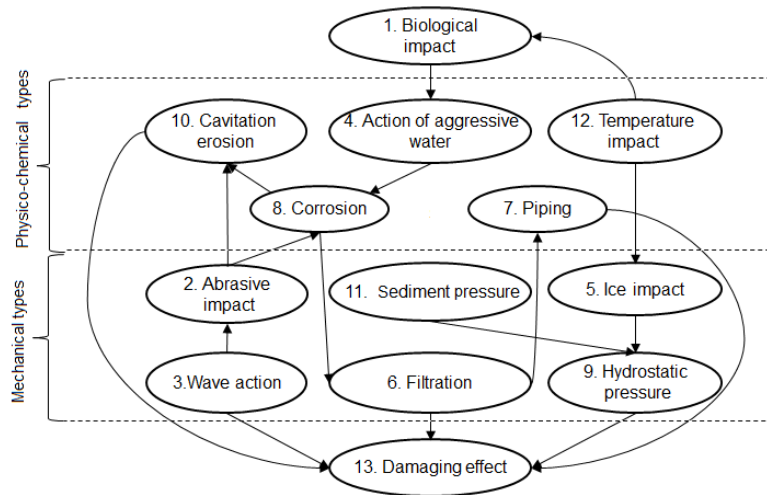 1. Biological
impact
Physico-chemical types
10. Cavitation
erosion
4. Action of aggressive
water
12. Temperature
impact
8. Corrosion
7. Piping
Mechanical types
2. Abrasive
impact
11. Sediment pressure
5. Ice impact
3.Wave action
6. Filtration
9. Hydrostatic
pressure
13. Damaging effect